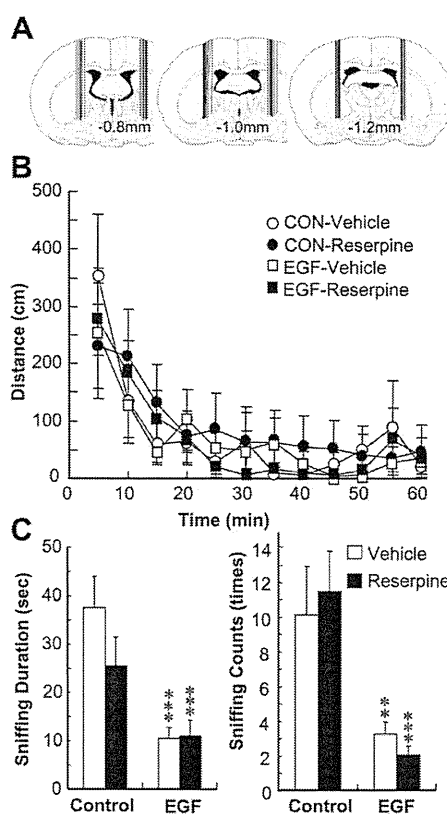 A
-0.8mm -1.0mm -1.2mm
B
500
400
300
200
100
0
Distance (cm)
CON-Vehicle
CON-Reserpine
EGF-Vehicle
EGF-Reserpine
0 10 20 30 40 50 60
Time (min)
C
50
40
30
20
10
0
Sniffing Duration (sec)
***
***
Control EGF
14
12
10
8
6
4
2
0
Sniffing Counts (times)
Vehicle
Reserpine
**
***
Control EGF